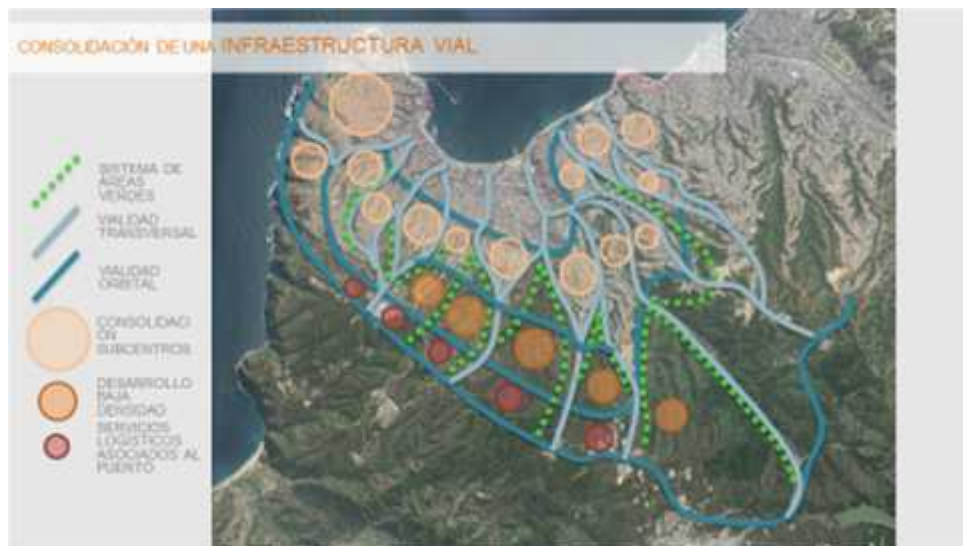 CONSOLIDACIÓN DE UNA INFRAESTRUCTURA VIAL
SISTEMA DE
ÁREAS
VERDES
VIALIDAD
TRANSVERSAL
VIALIDAD
ORBITAL
CONSOLIDACI
ÓN
SUBCENTROS
DESARROLLO
BAJA
DENSIDAD
SERVICIOS
LOGÍSTICOS
ASOCIADOS AL
PUERTO